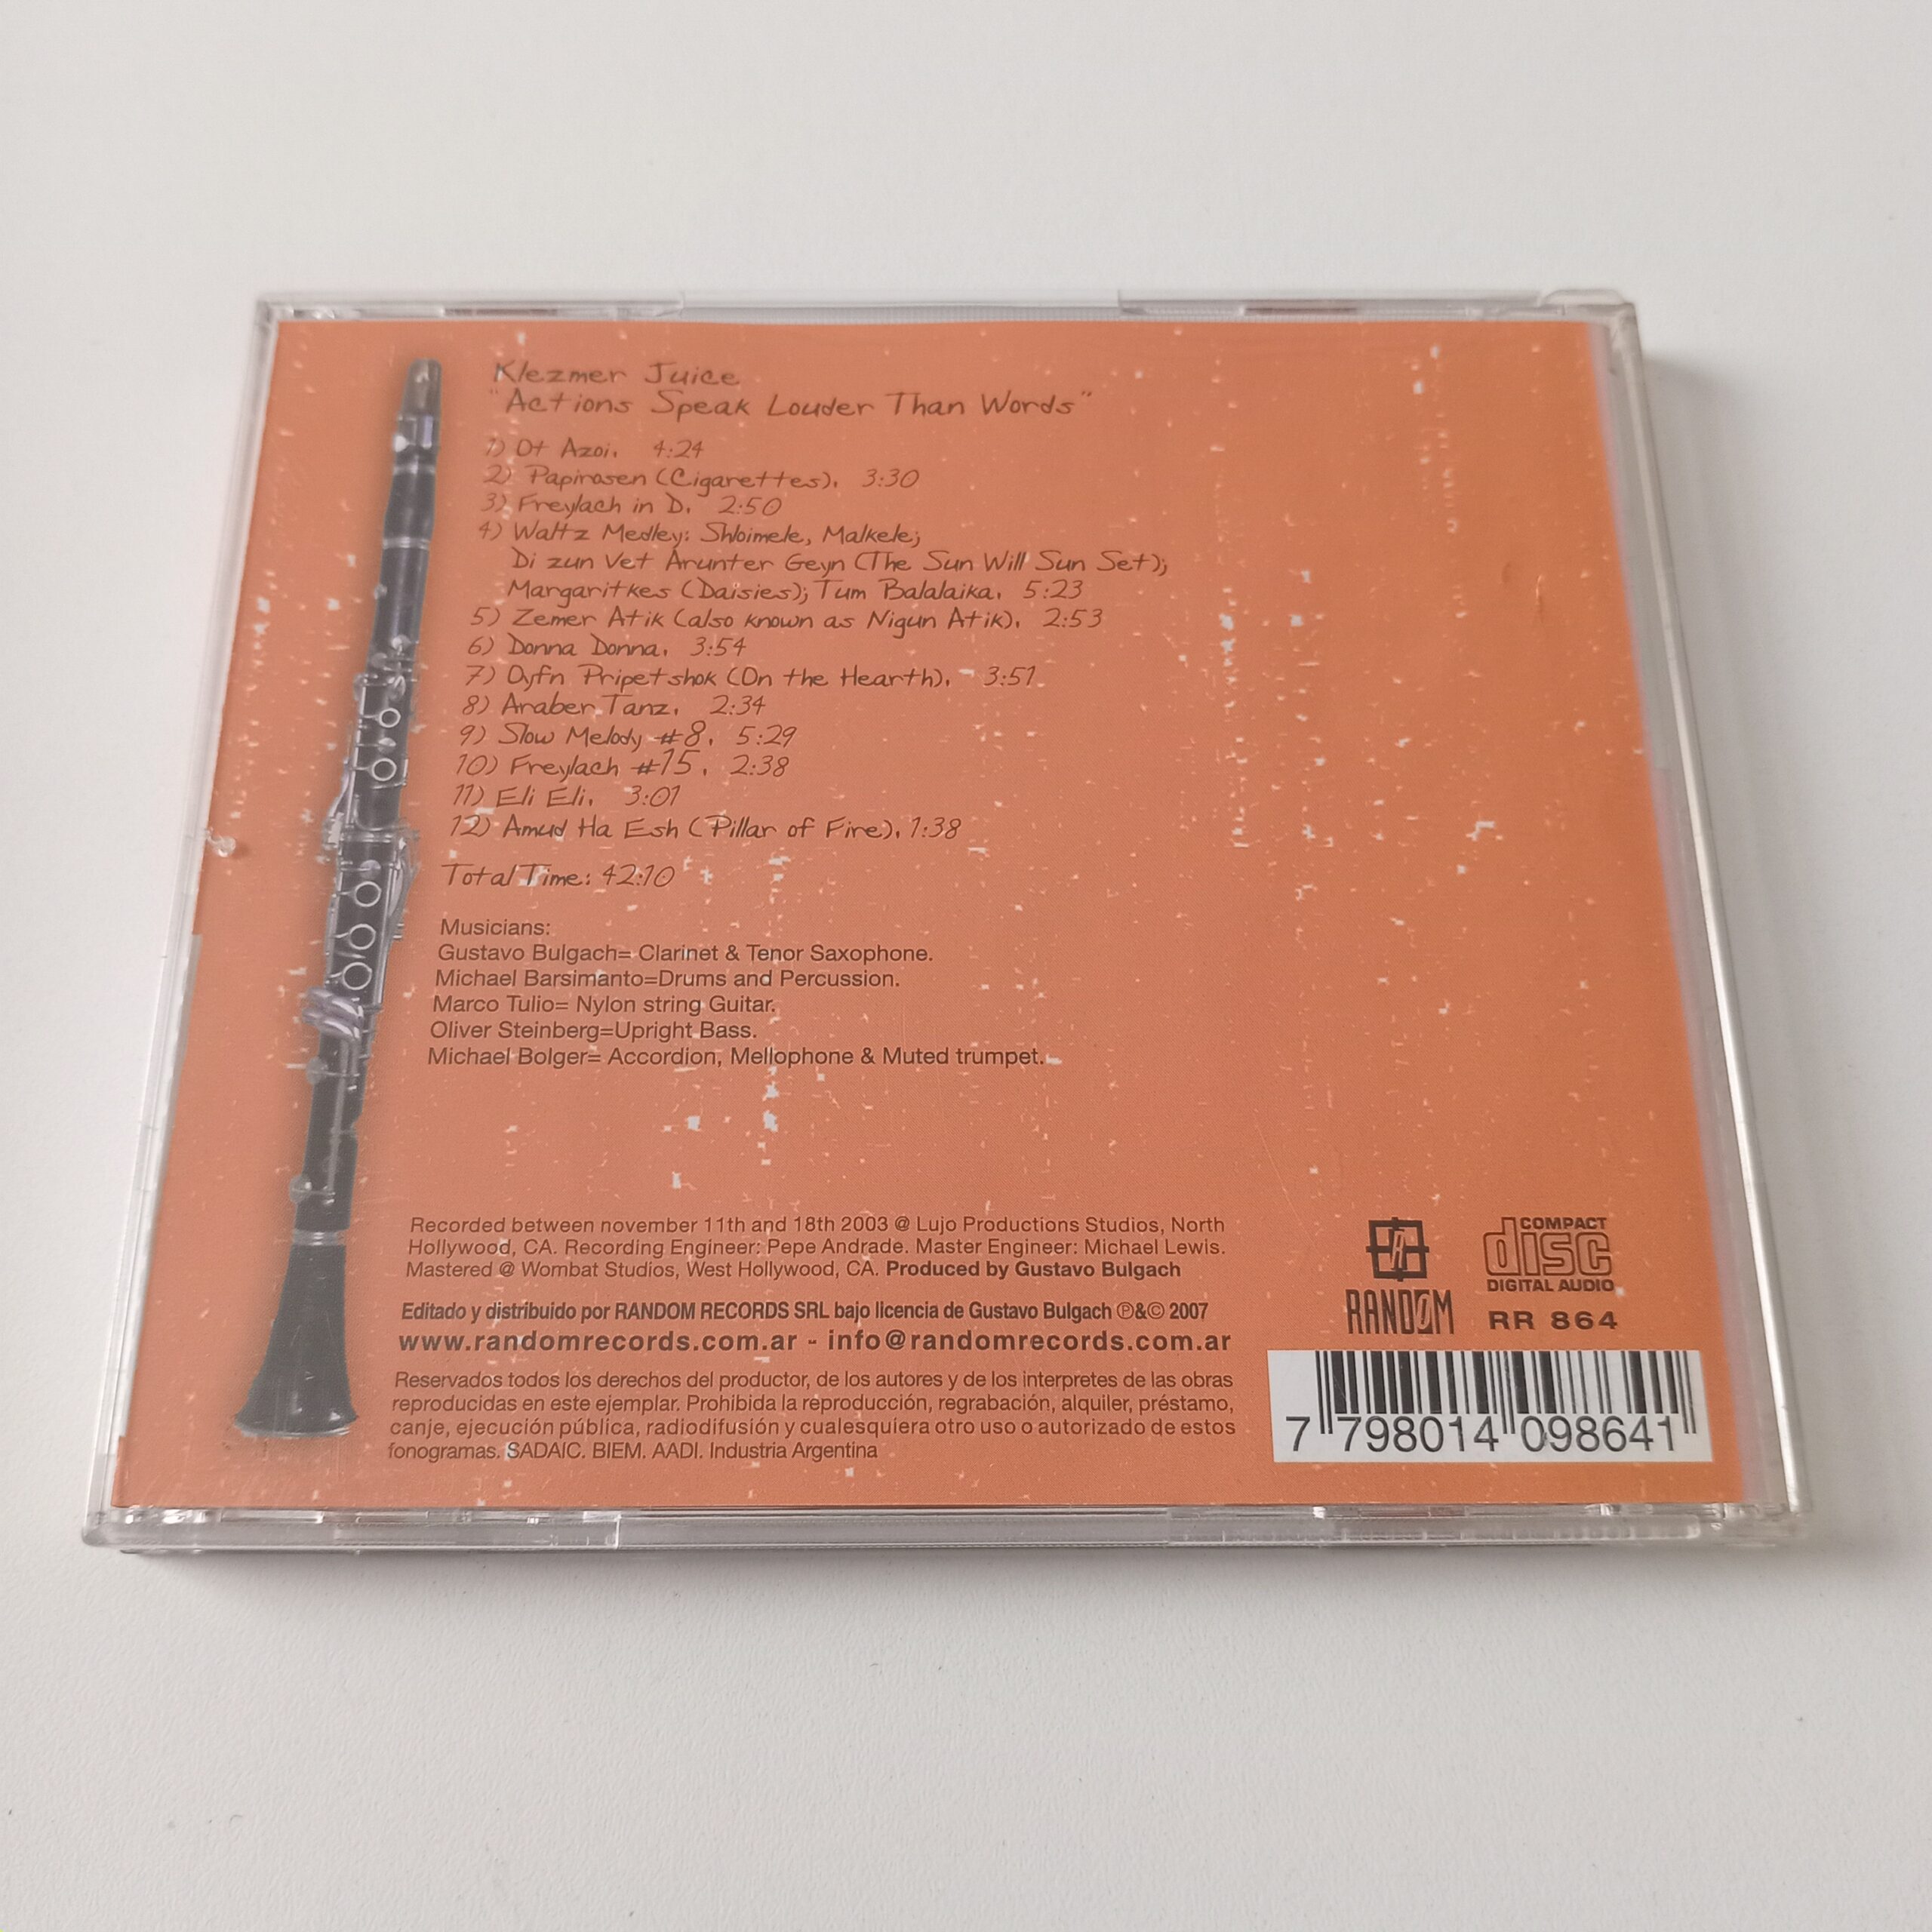 Klezmer Juice
"Actions Speak Louder Than Words"
1) Ot Azoi. 4:24
2) Papirosen (Cigarettes). 3:30
3) Freylach in D. 2:50
4) Waltz Medley: Shloimele, Malkele;
Di zun Vet Arunter Geyn (The Sun Will Sun Set);
Margaritkes (Daisies); Tum Balalaika. 5:23
5) Zemer Atik (also known as Nigun Atik). 2:53
6) Donna Donna. 3:54
7) Oyfn Pripetshok (On the Hearth). 3:51
8) Araber Tanz. 2:34
9) Slow Melody #8. 5:29
10) Freylach #15. 2:38
11) Eli Eli. 3:01
12) Amud Ha Esh (Pillar of Fire). 1:38
Total Time: 42:10
Musicians:
Gustavo Bulgach= Clarinet & Tenor Saxophone.
Michael Barsimanto=Drums and Percussion.
Marco Tulio= Nylon string Guitar.
Oliver Steinberg=Upright Bass.
Michael Bolger= Accordion, Mellophone & Muted trumpet.
Recorded between november 11th and 18th 2003 @ Lujo Productions Studios, North
Hollywood, CA. Recording Engineer: Pepe Andrade. Master Engineer: Michael Lewis.
Mastered @ Wombat Studios, West Hollywood, CA. Produced by Gustavo Bulgach
Editado y distribuido por RANDOM RECORDS SRL bajo licencia de Gustavo Bulgach ℗&© 2007
www.randomrecords.com.ar - info@randomrecords.com.ar
Reservados todos los derechos del productor, de los autores y de los interpretes de las obras
reproducidas en este ejemplar. Prohibida la reproducción, regrabación, alquiler, préstamo,
canje, ejecución pública, radiodifusión y cualesquiera otro uso o autorizado de estos
fonogramas. SADAIC. BIEM. AADI. Industria Argentina
RANDOM
COMPACT
disc
DIGITAL AUDIO
RR 864
7 798014 098641